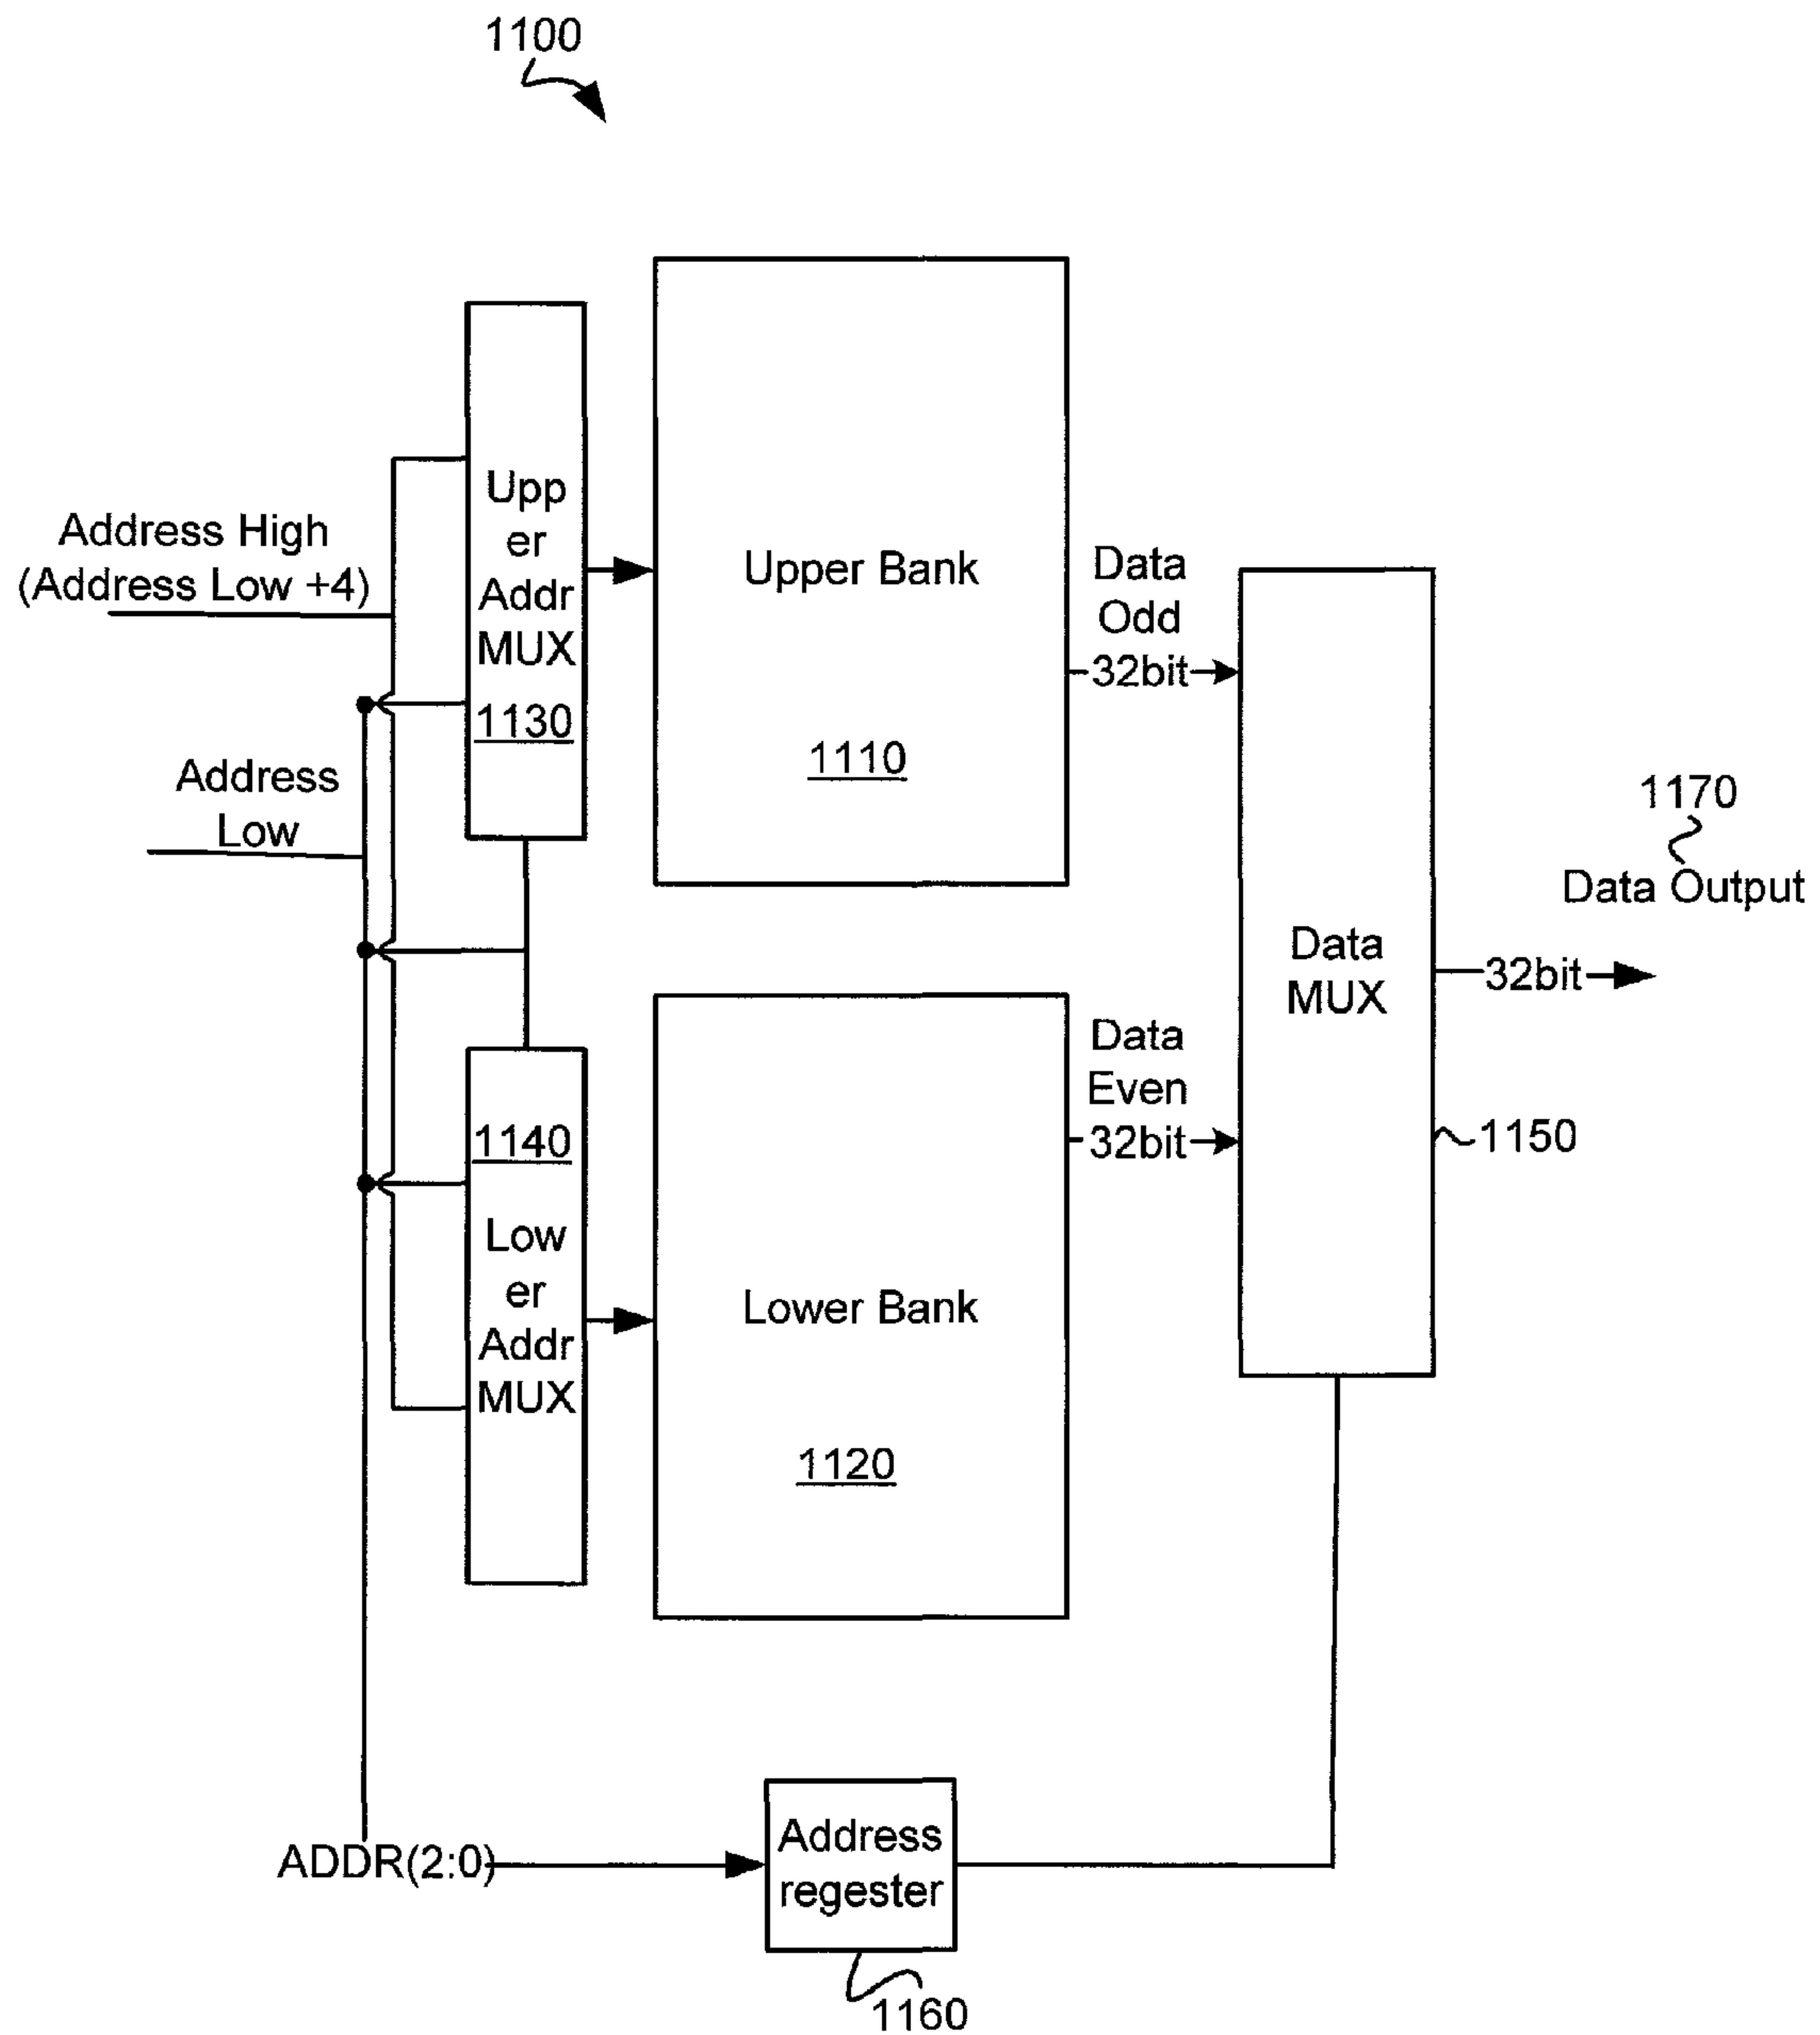 1100
Upp
er
Addr
MUX
1130
Address High
(Address Low +4)
Address
Low
Upper Bank
1110
Data
Odd
32bit
1170
Data Output
Data
MUX
32bit
1150
Data
Even
32bit
1140
Low
er
Addr
MUX
Lower Bank
1120
ADDR(2:0)
Address
regester
1160